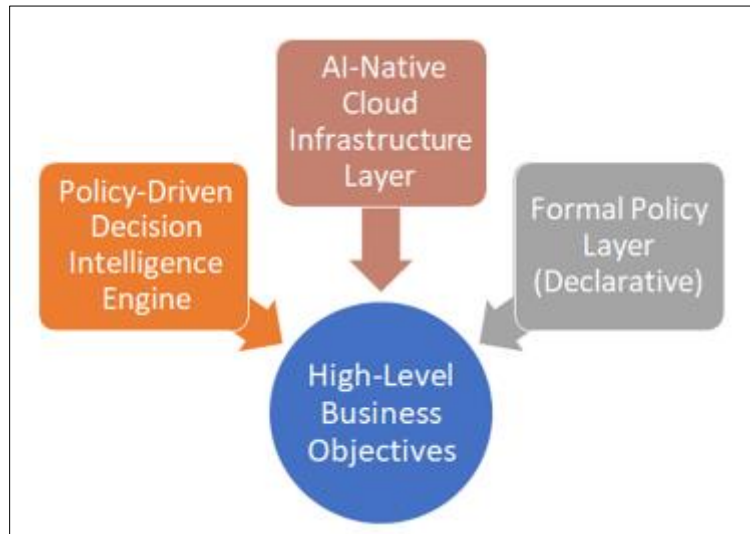 AI-Native
Cloud
Infrastructure
Layer
Policy-Driven
Decision
Intelligence
Engine
Formal Policy
Layer
(Declarative)
High-Level
Business
Objectives